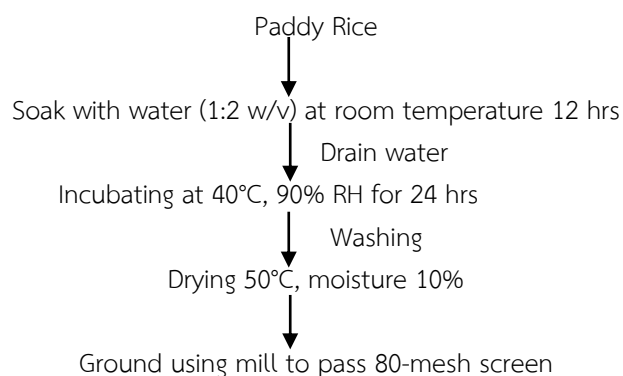 Paddy Rice
Soak with water (1:2 w/v) at room temperature 12 hrs
Drain water
Incubating at 40°C, 90% RH for 24 hrs
Washing
Drying 50°C, moisture 10%
Ground using mill to pass 80-mesh screen